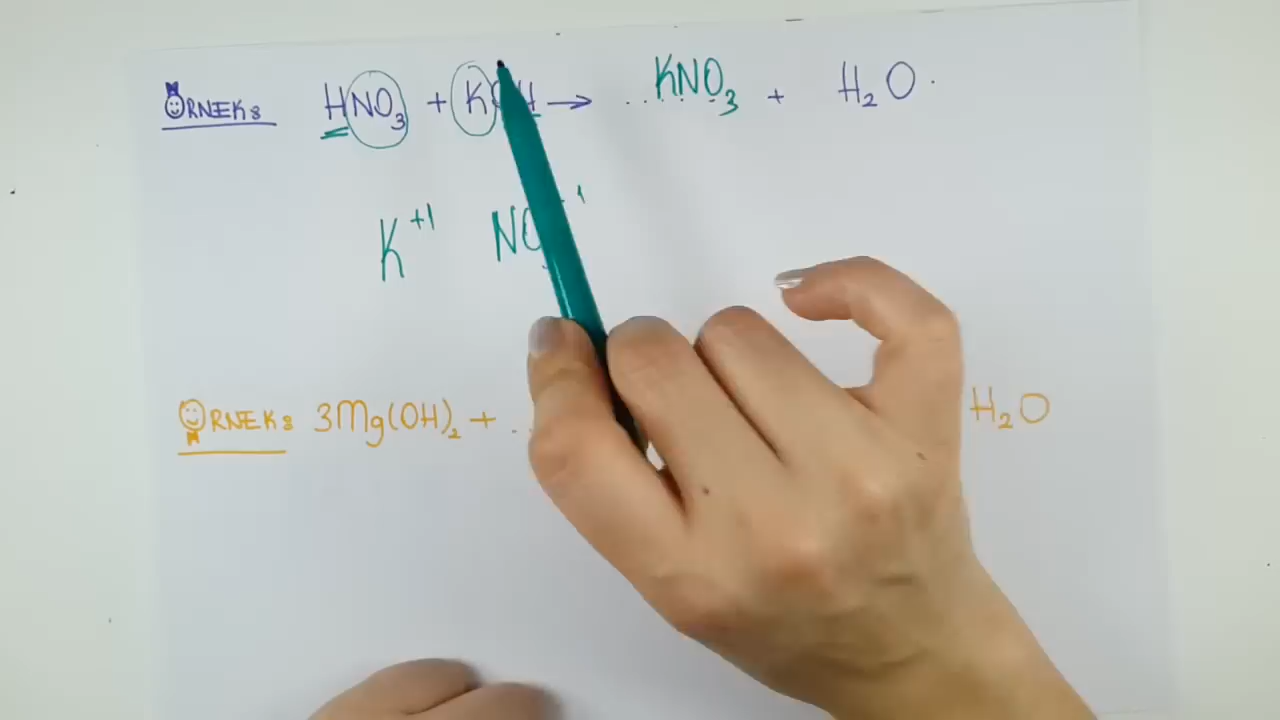 ÖRNEK: HNO₃ + KOH → ..... KNO₃ + H₂O
K⁺¹ NO
ÖRNEK: 3Mg(OH)₂ + .. H₂O